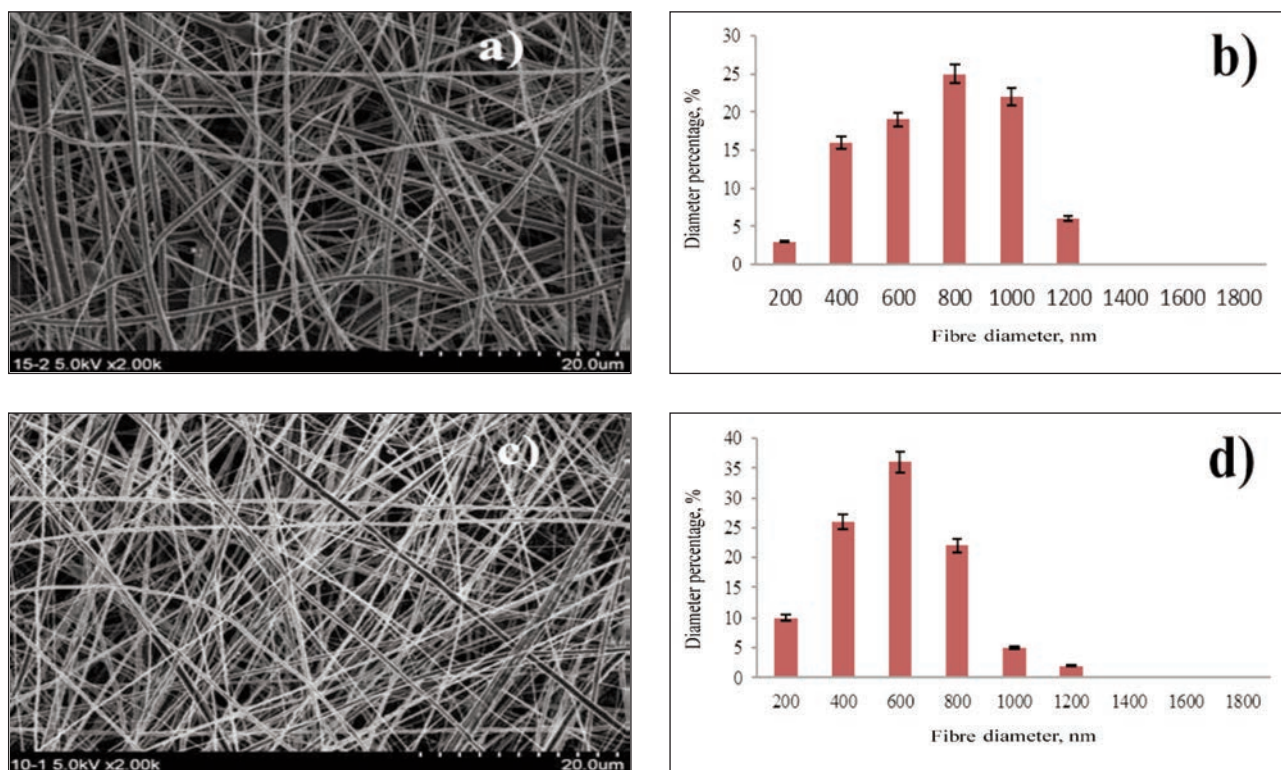 a)
15-2 5.0kV x2.00k
20.0um
b)
30
25
20
15
10
5
0
Diameter percentage, %
200 400 600 800 1000 1200 1400 1600 1800
Fibre diameter, nm
c)
10-1 5.0kV x2.00k
20.0um
d)
40
35
30
25
20
15
10
5
0
Diameter percentage, %
200 400 600 800 1000 1200 1400 1600 1800
Fibre diameter, nm